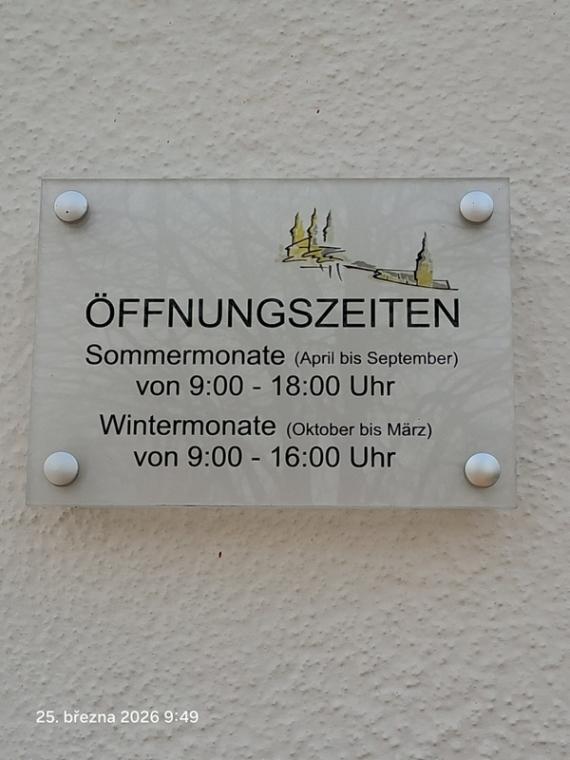 ÖFFNUNGSZEITEN
Sommermonate (April bis September)
von 9:00 - 18:00 Uhr
Wintermonate (Oktober bis März)
von 9:00 - 16:00 Uhr
25. března 2026 9:49